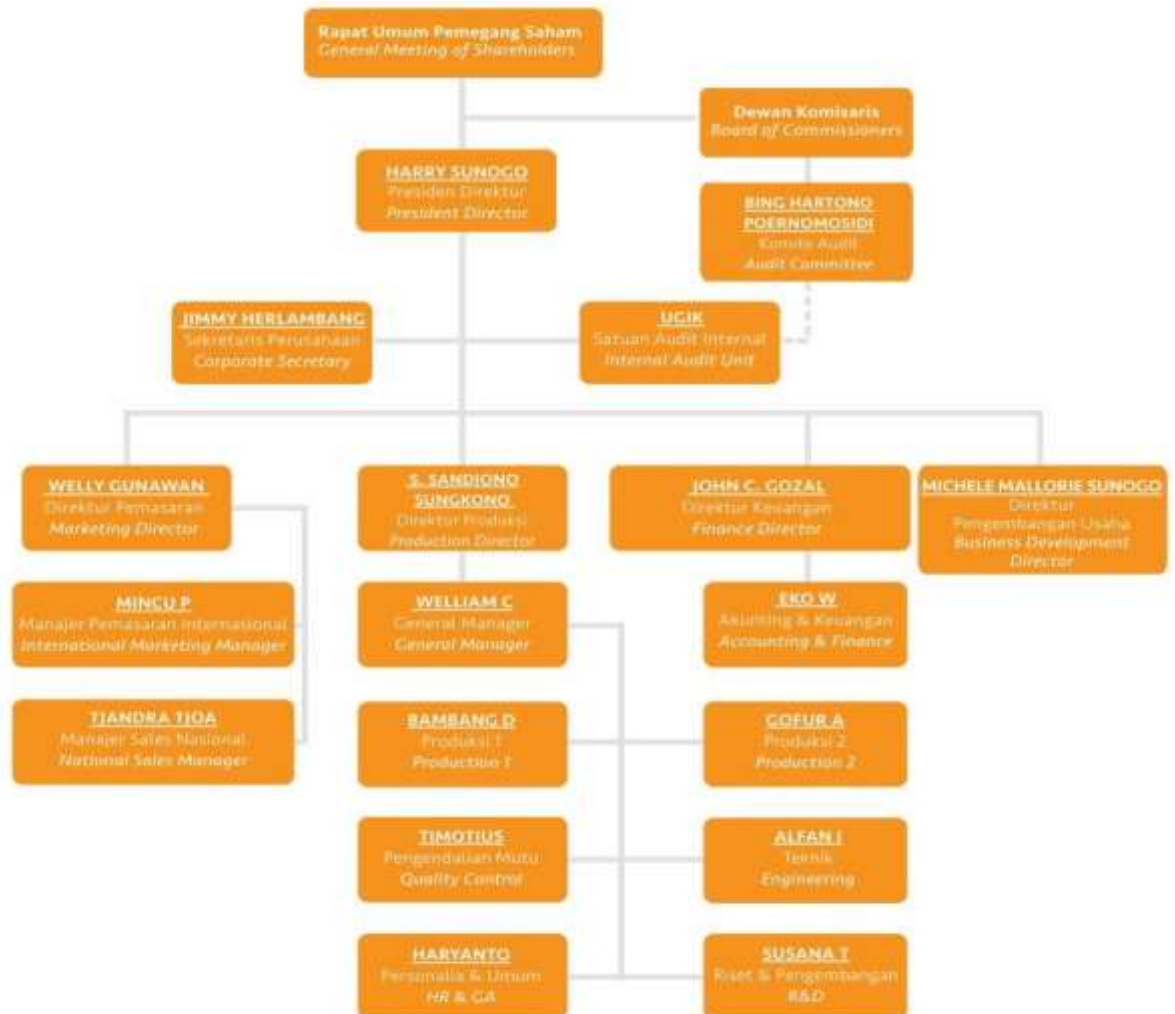 Rapat Umum Pemegang Saham
General Meeting of Shareholders
Dewan Komisaris
Board of Commissioners
HARRY SUNOGO
Presiden Direktur
President Director
BING HARTONO
POERNOMOSIDI
Komite Audit
Audit Committee
JIMMY HERLAMBANG
Sekretaris Perusahaan
Corporate Secretary
UGIK
Satuan Audit Internal
Internal Audit Unit
WELLY GUNAWAN
Direktur Pemasaran
Marketing Director
S. SANDIONO
SUNGKONO
Direktur Produksi
Production Director
JOHN C. GOZAL
Direktur Keuangan
Finance Director
MICHELE MALLORIE SUNOGO
Direktur
Pengembangan Usaha
Business Development
Director
MINCU P
Manajer Pemasaran Internasional
International Marketing Manager
WELLIAM C
General Manager
General Manager
EKO W
Akunting & Keuangan
Accounting & Finance
TJANDRA TJOA
Manajer Sales Nasional
National Sales Manager
BAMBANG D
Produksi 1
Production 1
GOFUR A
Produksi 2
Production 2
TIMOTIUS
Pengendalian Mutu
Quality Control
ALFAN I
Teknik
Engineering
HARYANTO
Personalia & Umum
HR & GA
SUSANA T
Riset & Pengembangan
R&D